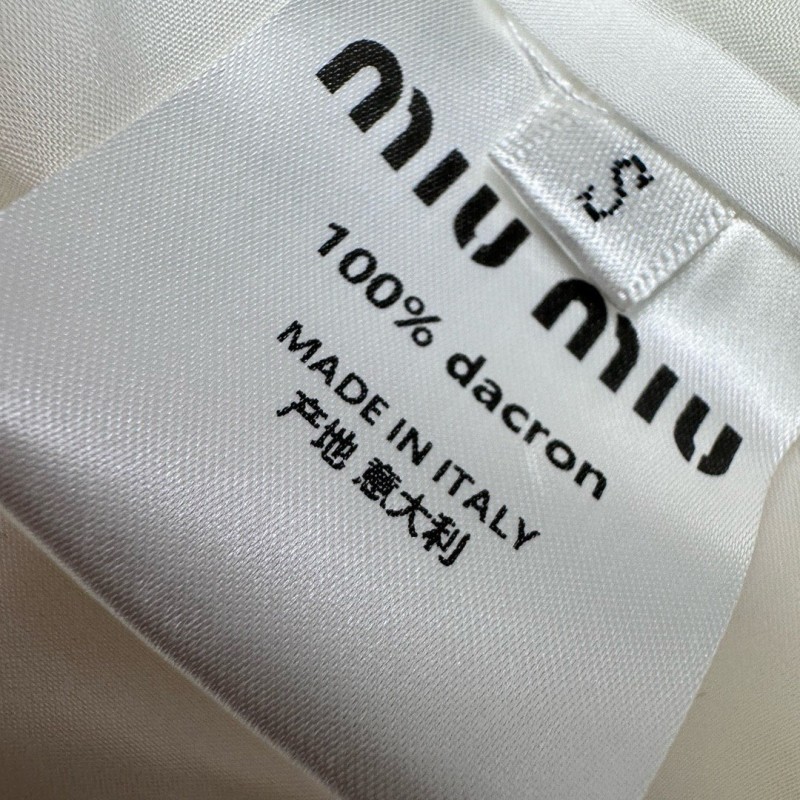 miu miu
S
100% dacron
MADE IN ITALY
产地 意大利